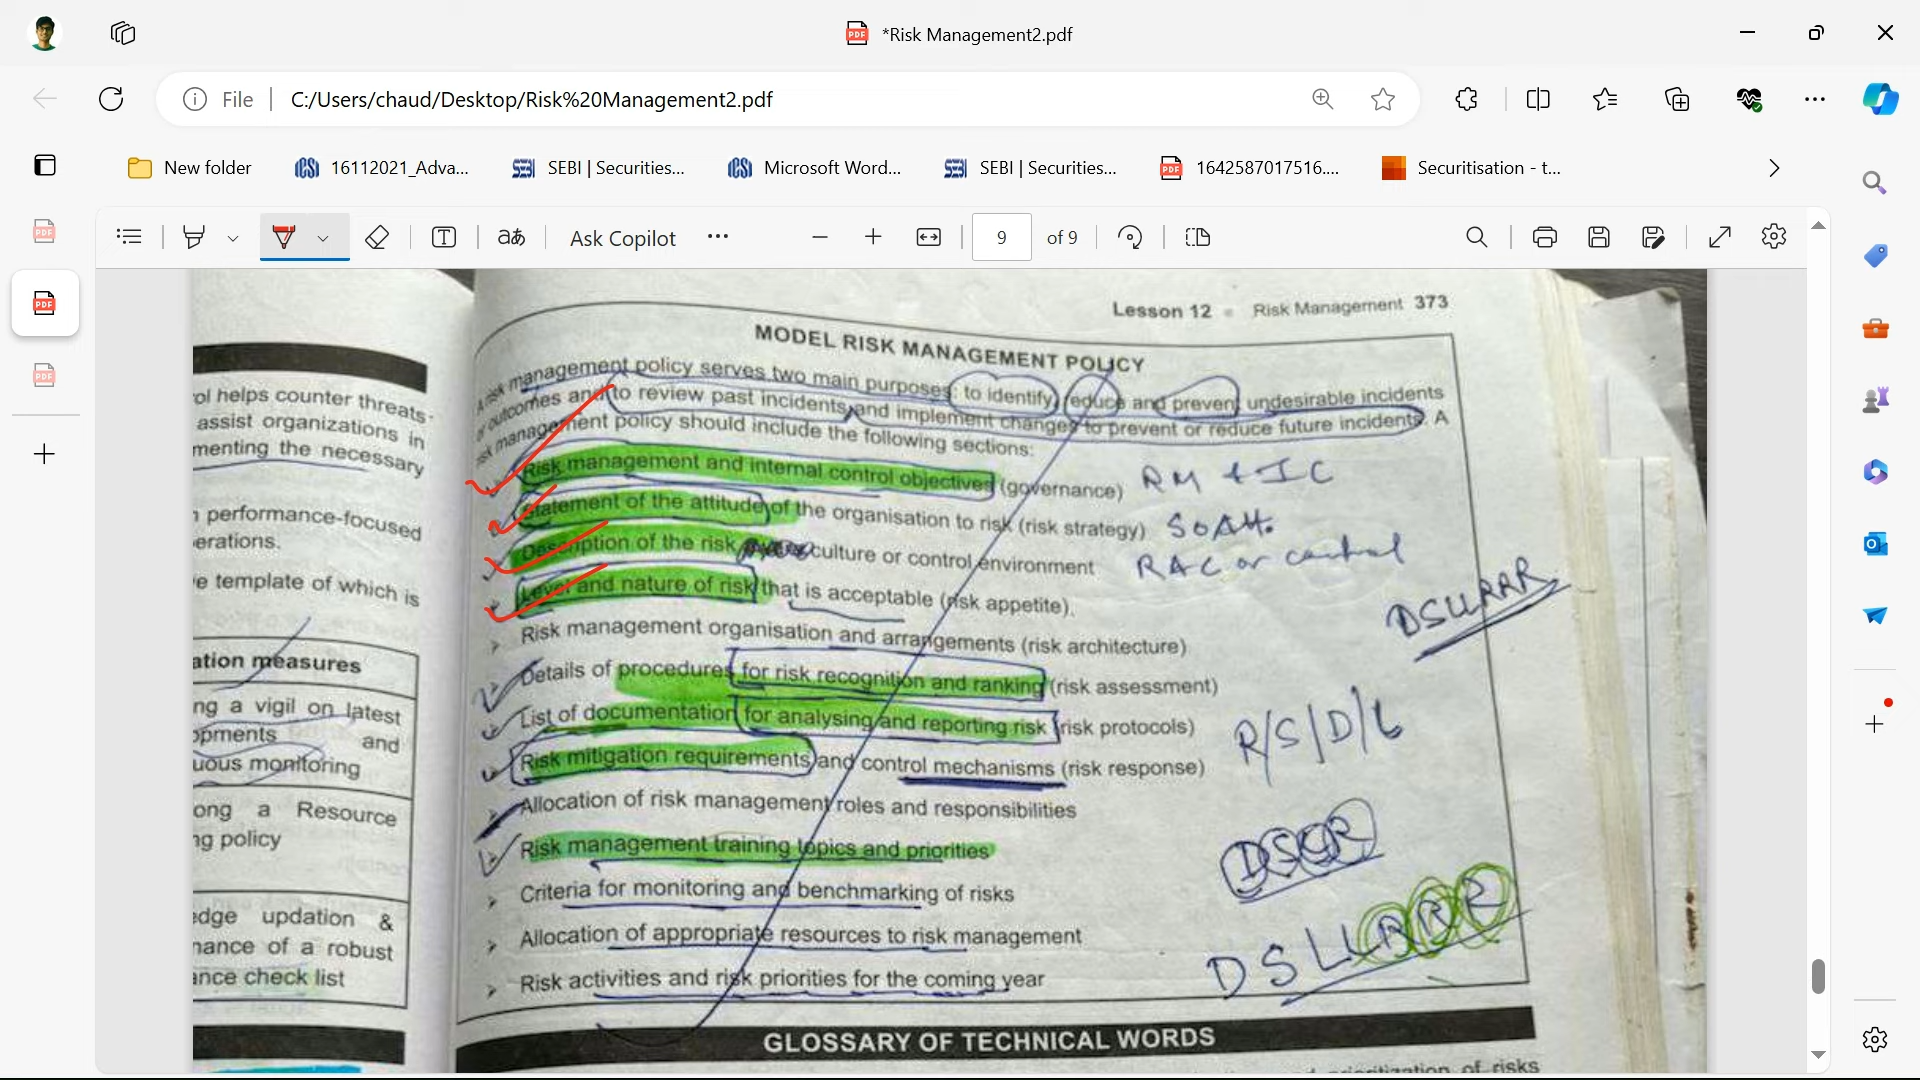 *Risk Management2.pdf
File
C:/Users/chaud/Desktop/Risk%20Management2.pdf
New folder
16112021_Adva...
SEBI | Securities...
Microsoft Word...
SEBI | Securities...
1642587017516....
Securitisation - t...
Ask Copilot
9 of 9
Lesson 12 Risk Management 373
ol helps counter threats
assist organizations in
menting the necessary
performance-focused
erations.
e template of which is
ation measures
ng a vigil on latest
opments and
uous monitoring
ong a Resource
ng policy
edge updation &
nance of a robust
ance check list
MODEL RISK MANAGEMENT POLICY
A risk management policy serves two main purposes: to identify, reduce and prevent undesirable incidents
or outcomes and to review past incidents and implement changes to prevent or reduce future incidents. A
risk management policy should include the following sections:
Risk management and internal control objectives (governance) RM + IC
Statement of the attitude of the organisation to risk (risk strategy) SOAtt.
Description of the risk culture or control environment RAC or control
Level and nature of risk that is acceptable (risk appetite).
DSLLRRR
Risk management organisation and arrangements (risk architecture)
Details of procedures for risk recognition and ranking (risk assessment)
List of documentation for analysing and reporting risk (risk protocols) R/S/D/L
Risk mitigation requirements and control mechanisms (risk response)
Allocation of risk management roles and responsibilities
Risk management training topics and priorities
Criteria for monitoring and benchmarking of risks
Allocation of appropriate resources to risk management
DSLLRRR
Risk activities and risk priorities for the coming year
GLOSSARY OF TECHNICAL WORDS
prioritization of risks